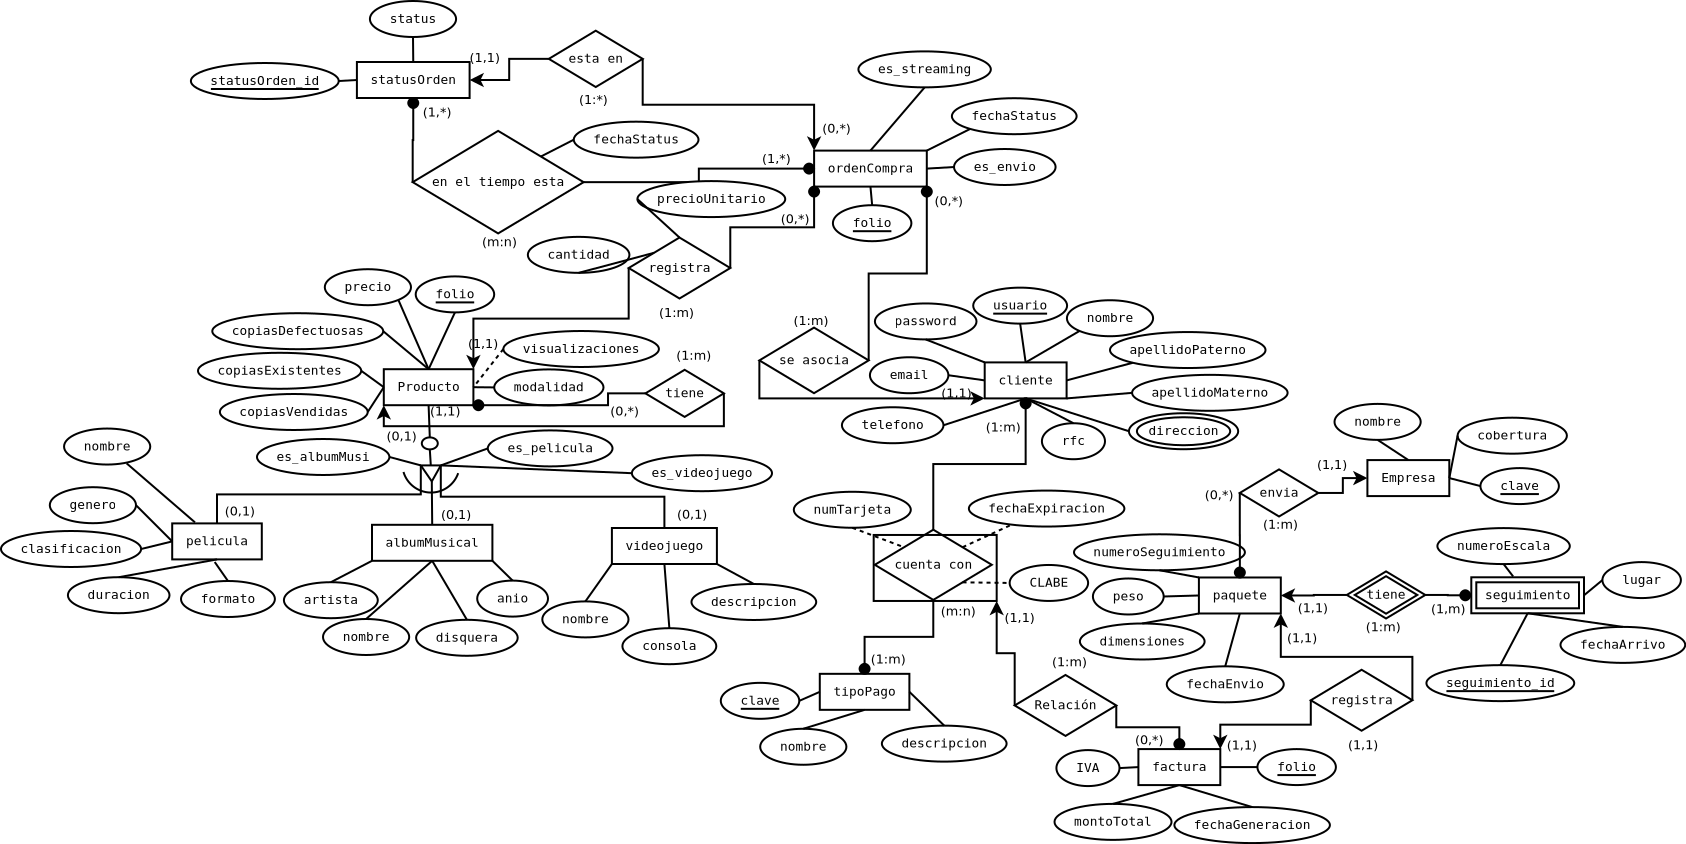 status
esta en
(1,1)
es_streaming
statusOrden_id
statusOrden
(1:*)
fechaStatus
(1,*)
(0,*)
fechaStatus
(1,*)
ordenCompra
es_envio
en el tiempo esta
precioUnitario
(0,*)
(0,*)
folio
(m:n)
cantidad
registra
precio
folio
usuario
(1:m)
(1:m)
password
nombre
copiasDefectuosas
(1,1)
visualizaciones
(1:m)
se asocia
apellidoPaterno
copiasExistentes
Producto
modalidad
tiene
email
cliente
(1,1)
apellidoMaterno
copiasVendidas
(1,1)
(0,*)
telefono
(1:m)
nombre
direccion
rfc
(0,1)
cobertura
nombre
es_albumMusi
es_pelicula
es_videojuego
(1,1)
Empresa
clave
envia
(0,*)
genero
(0,1)
(0,1)
(0,1)
numTarjeta
fechaExpiracion
(1:m)
pelicula
albumMusical
videojuego
clasificacion
numeroSeguimiento
numeroEscala
cuenta con
CLABE
lugar
peso
paquete
tiene
seguimiento
duracion
formato
artista
anio
descripcion
(1,1)
(1,m)
(m:n)
(1,1)
nombre
(1:m)
nombre
disquera
consola
dimensiones
(1,1)
fechaArrivo
(1:m)
(1:m)
fechaEnvio
seguimiento_id
tipoPago
clave
Relación
registra
nombre
descripcion
(0,*)
(1,1)
(1,1)
IVA
factura
folio
montoTotal
fechaGeneracion